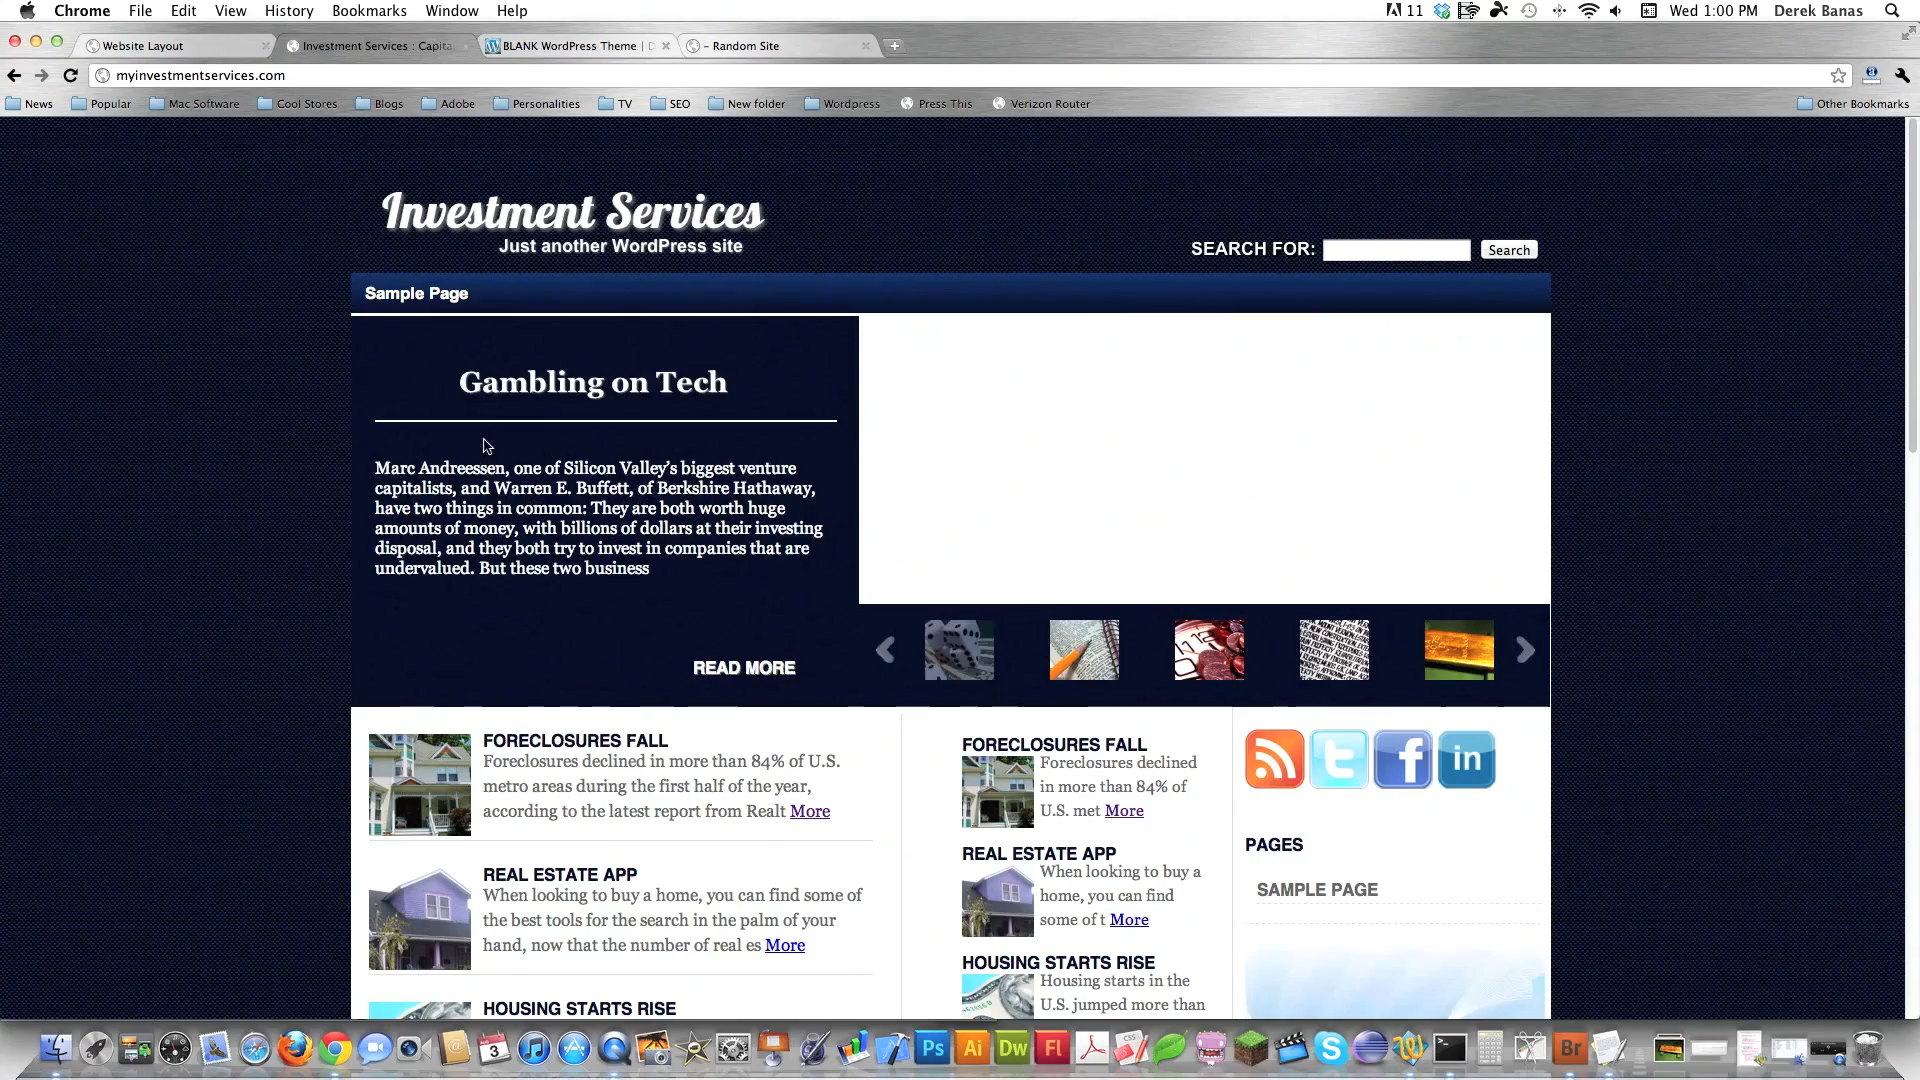 Chrome File Edit View History Bookmarks Window Help 11 Wed 1:00 PM Derek Banas
Website Layout Investment Services : Capita BLANK WordPress Theme | D – Random Site
myinvestmentservices.com
News Popular Mac Software Cool Stores Blogs Adobe Personalities TV SEO New folder Wordpress Press This Verizon Router Other Bookmarks
Investment Services
Just another WordPress site
SEARCH FOR: Search
Sample Page
Gambling on Tech
Marc Andreessen, one of Silicon Valley’s biggest venture
capitalists, and Warren E. Buffett, of Berkshire Hathaway,
have two things in common: They are both worth huge
amounts of money, with billions of dollars at their investing
disposal, and they both try to invest in companies that are
undervalued. But these two business
READ MORE
FORECLOSURES FALL
Foreclosures declined in more than 84% of U.S.
metro areas during the first half of the year,
according to the latest report from Realt More
REAL ESTATE APP
When looking to buy a home, you can find some of
the best tools for the search in the palm of your
hand, now that the number of real es More
HOUSING STARTS RISE
FORECLOSURES FALL
Foreclosures declined
in more than 84% of
U.S. met More
REAL ESTATE APP
When looking to buy a
home, you can find
some of t More
HOUSING STARTS RISE
Housing starts in the
U.S. jumped more than
t f in
PAGES
SAMPLE PAGE
3 Ps Ai Dw Fl CSS S Br